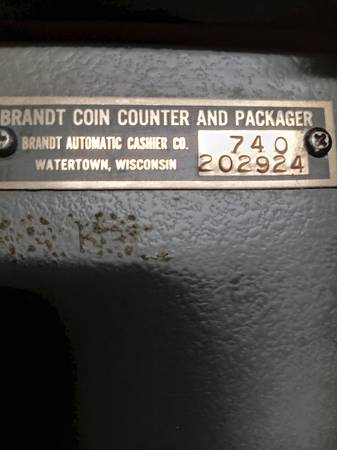 BRANDT COIN COUNTER AND PACKAGER
BRANDT AUTOMATIC CASHIER CO.
WATERTOWN, WISCONSIN
740
202924